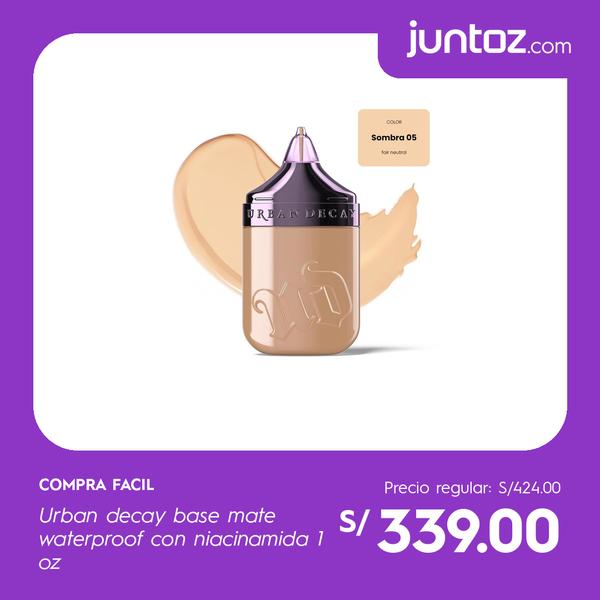 juntoz.com
COLOR
Sombra 05
fair neutral
URBAN DECAY
UD
COMPRA FACIL
Urban decay base mate
waterproof con niacinamida 1
oz
Precio regular: S/424.00
S/ 339.00